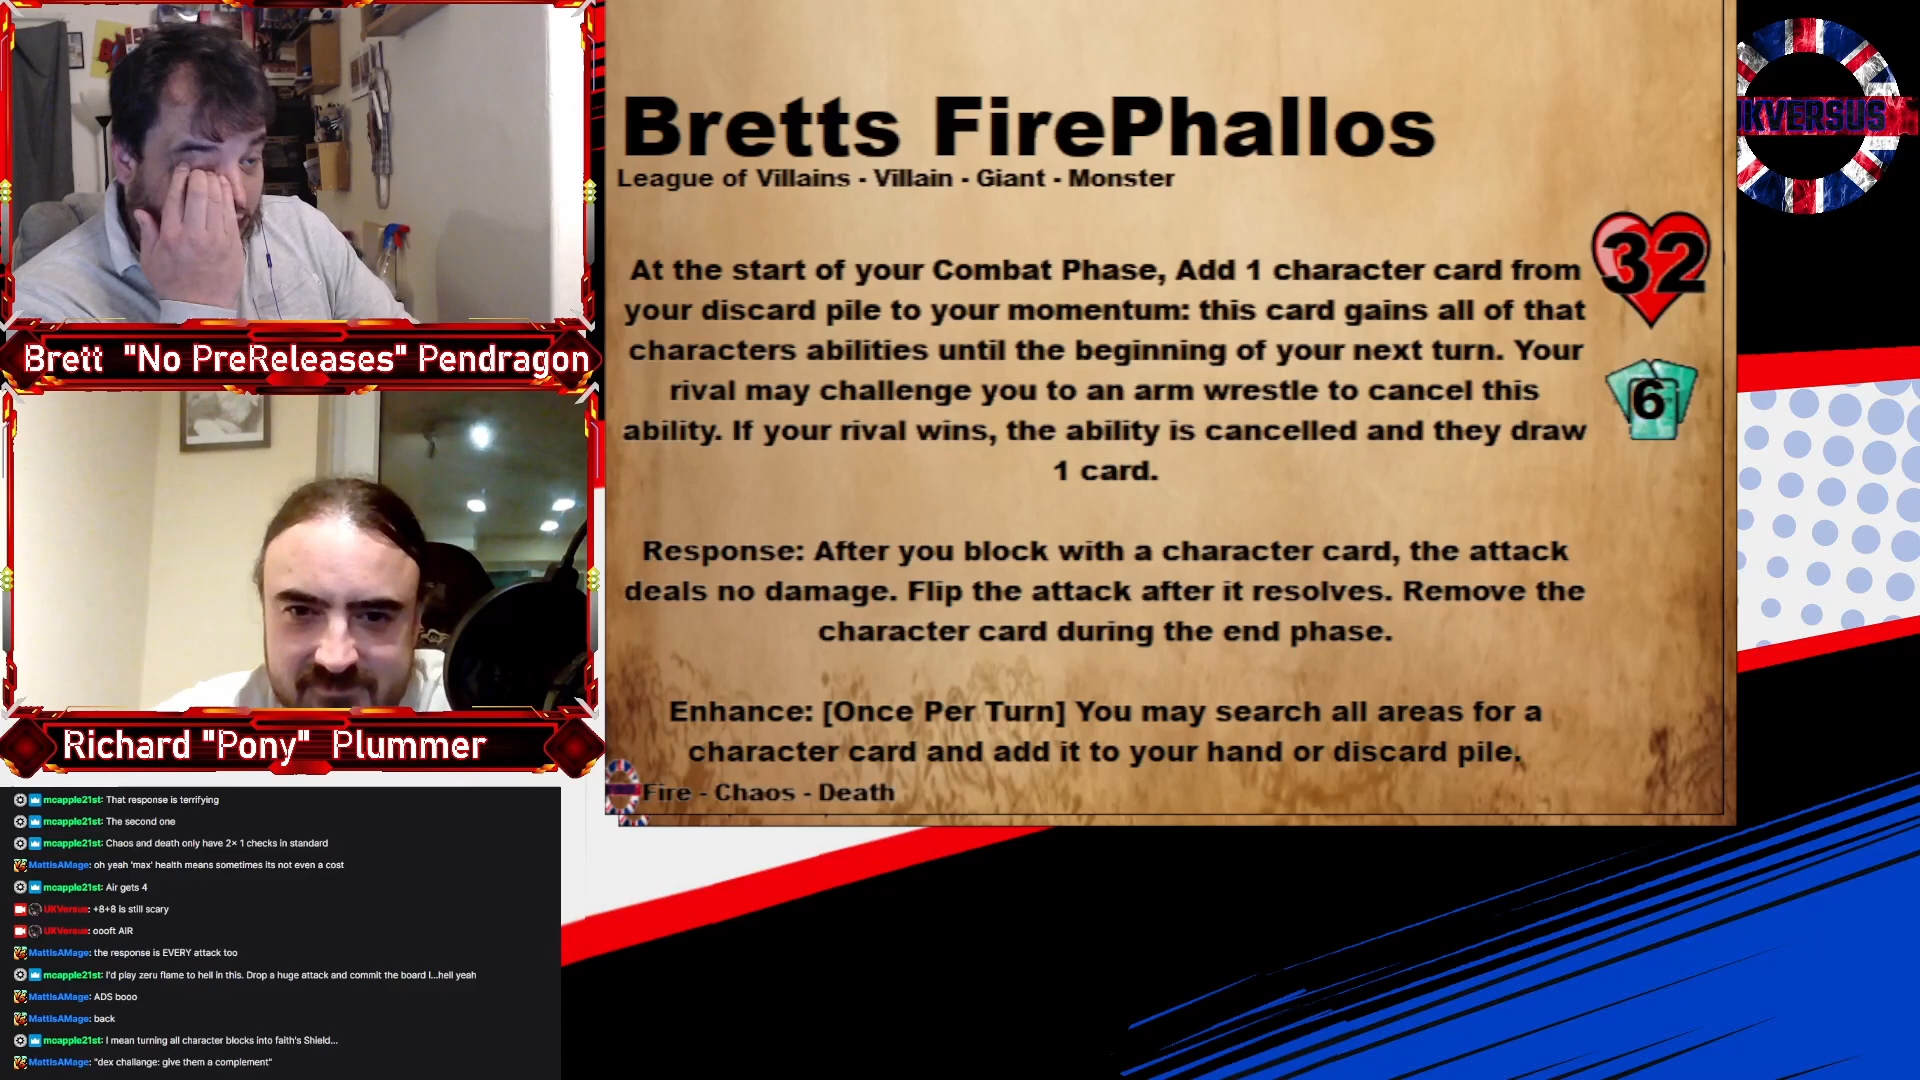 Brett "No PreReleases" Pendragon
Richard "Pony" Plummer
mcapple21st: That response is terrifying
mcapple21st: The second one
mcapple21st: Chaos and death only have 2× 1 checks in standard
MattIsAMage: oh yeah 'max' health means sometimes its not even a cost
mcapple21st: Air gets 4
UKVersus: +8+8 is still scary
UKVersus: oooft AIR
MattIsAMage: the response is EVERY attack too
mcapple21st: I'd play zeru flame to hell in this. Drop a huge attack and commit the board l...hell yeah
MattIsAMage: ADS booo
MattIsAMage: back
mcapple21st: I mean turning all character blocks into faith's Shield...
MattIsAMage: "dex challange: give them a complement"
Bretts FirePhallos
League of Villains - Villain - Giant - Monster
At the start of your Combat Phase, Add 1 character card from
your discard pile to your momentum: this card gains all of that
characters abilities until the beginning of your next turn. Your
rival may challenge you to an arm wrestle to cancel this
ability. If your rival wins, the ability is cancelled and they draw
1 card.
32
6
Response: After you block with a character card, the attack
deals no damage. Flip the attack after it resolves. Remove the
character card during the end phase.
Enhance: [Once Per Turn] You may search all areas for a
character card and add it to your hand or discard pile.
Fire - Chaos - Death
UKVERSUS